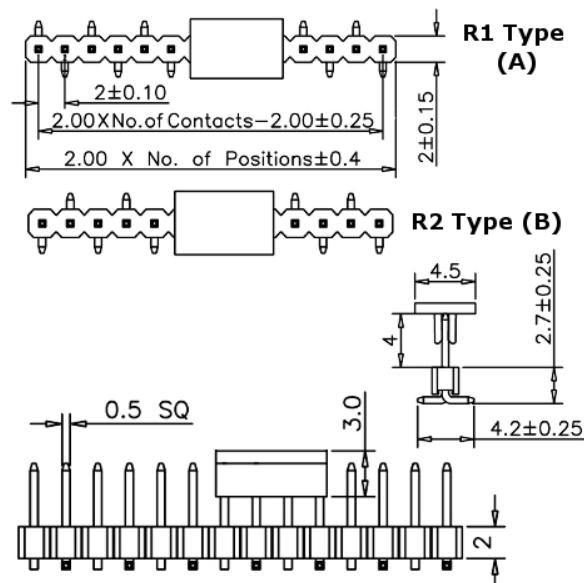 R1 Type
(A)
2±0.10
2.00XNo.of Contacts-2.00±0.25
2±0.15
2.00 X No. of Positions±0.4
R2 Type (B)
4.5
4
2.7±0.25
4.2±0.25
0.5 SQ
3.0
2